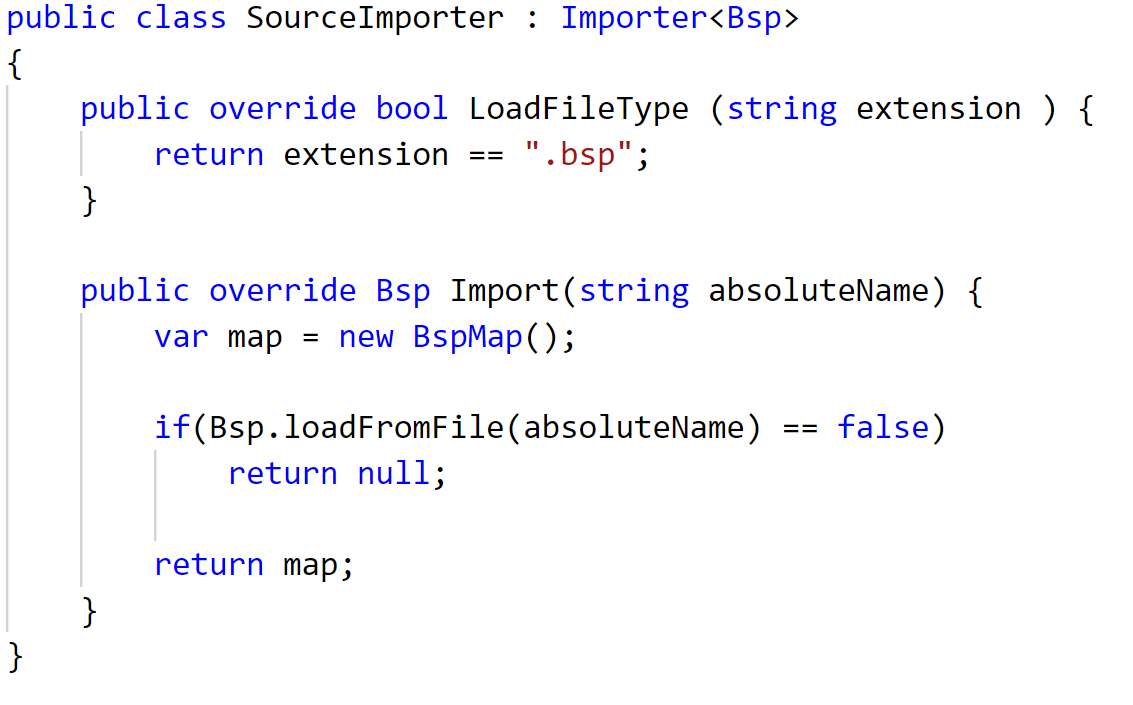 public class SourceImporter : Importer<Bsp>
{
    public override bool LoadFileType (string extension ) {
        return extension == ".bsp";
    }

    public override Bsp Import(string absoluteName) {
        var map = new BspMap();

        if(Bsp.loadFromFile(absoluteName) == false)
            return null;

        return map;
    }
}